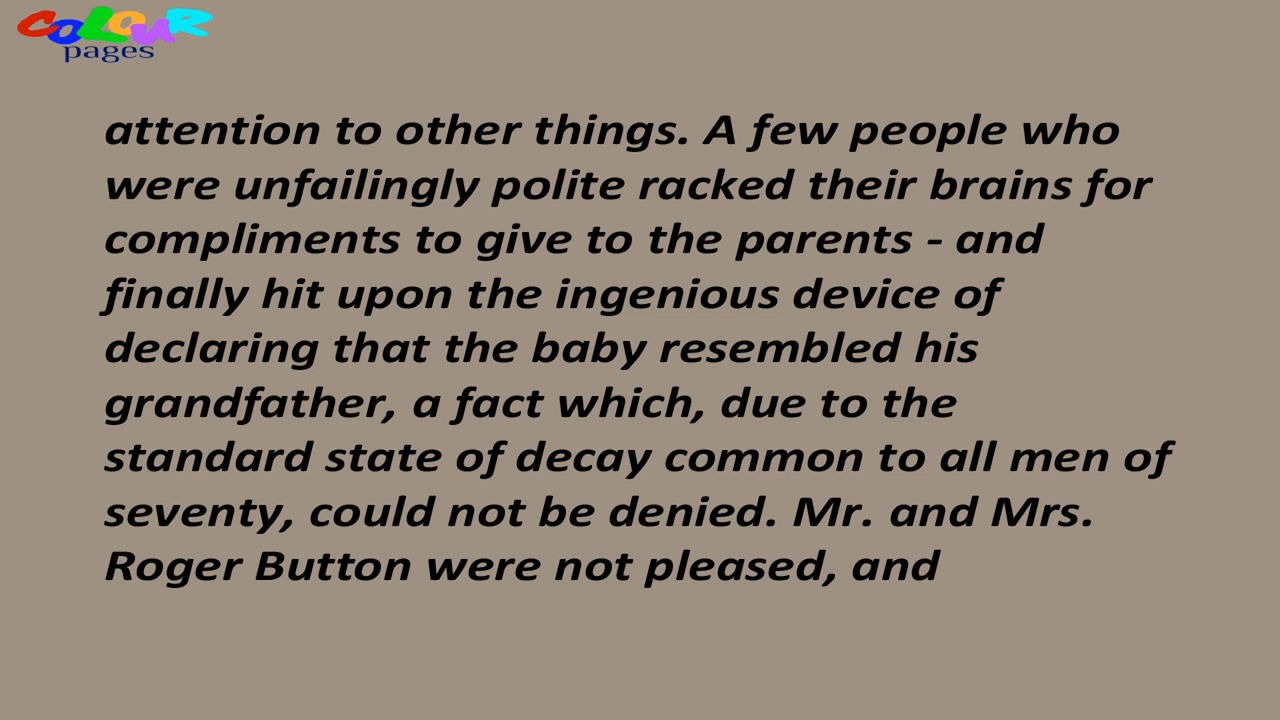 COLOUR
pages
attention to other things. A few people who
were unfailingly polite racked their brains for
compliments to give to the parents - and
finally hit upon the ingenious device of
declaring that the baby resembled his
grandfather, a fact which, due to the
standard state of decay common to all men of
seventy, could not be denied. Mr. and Mrs.
Roger Button were not pleased, and